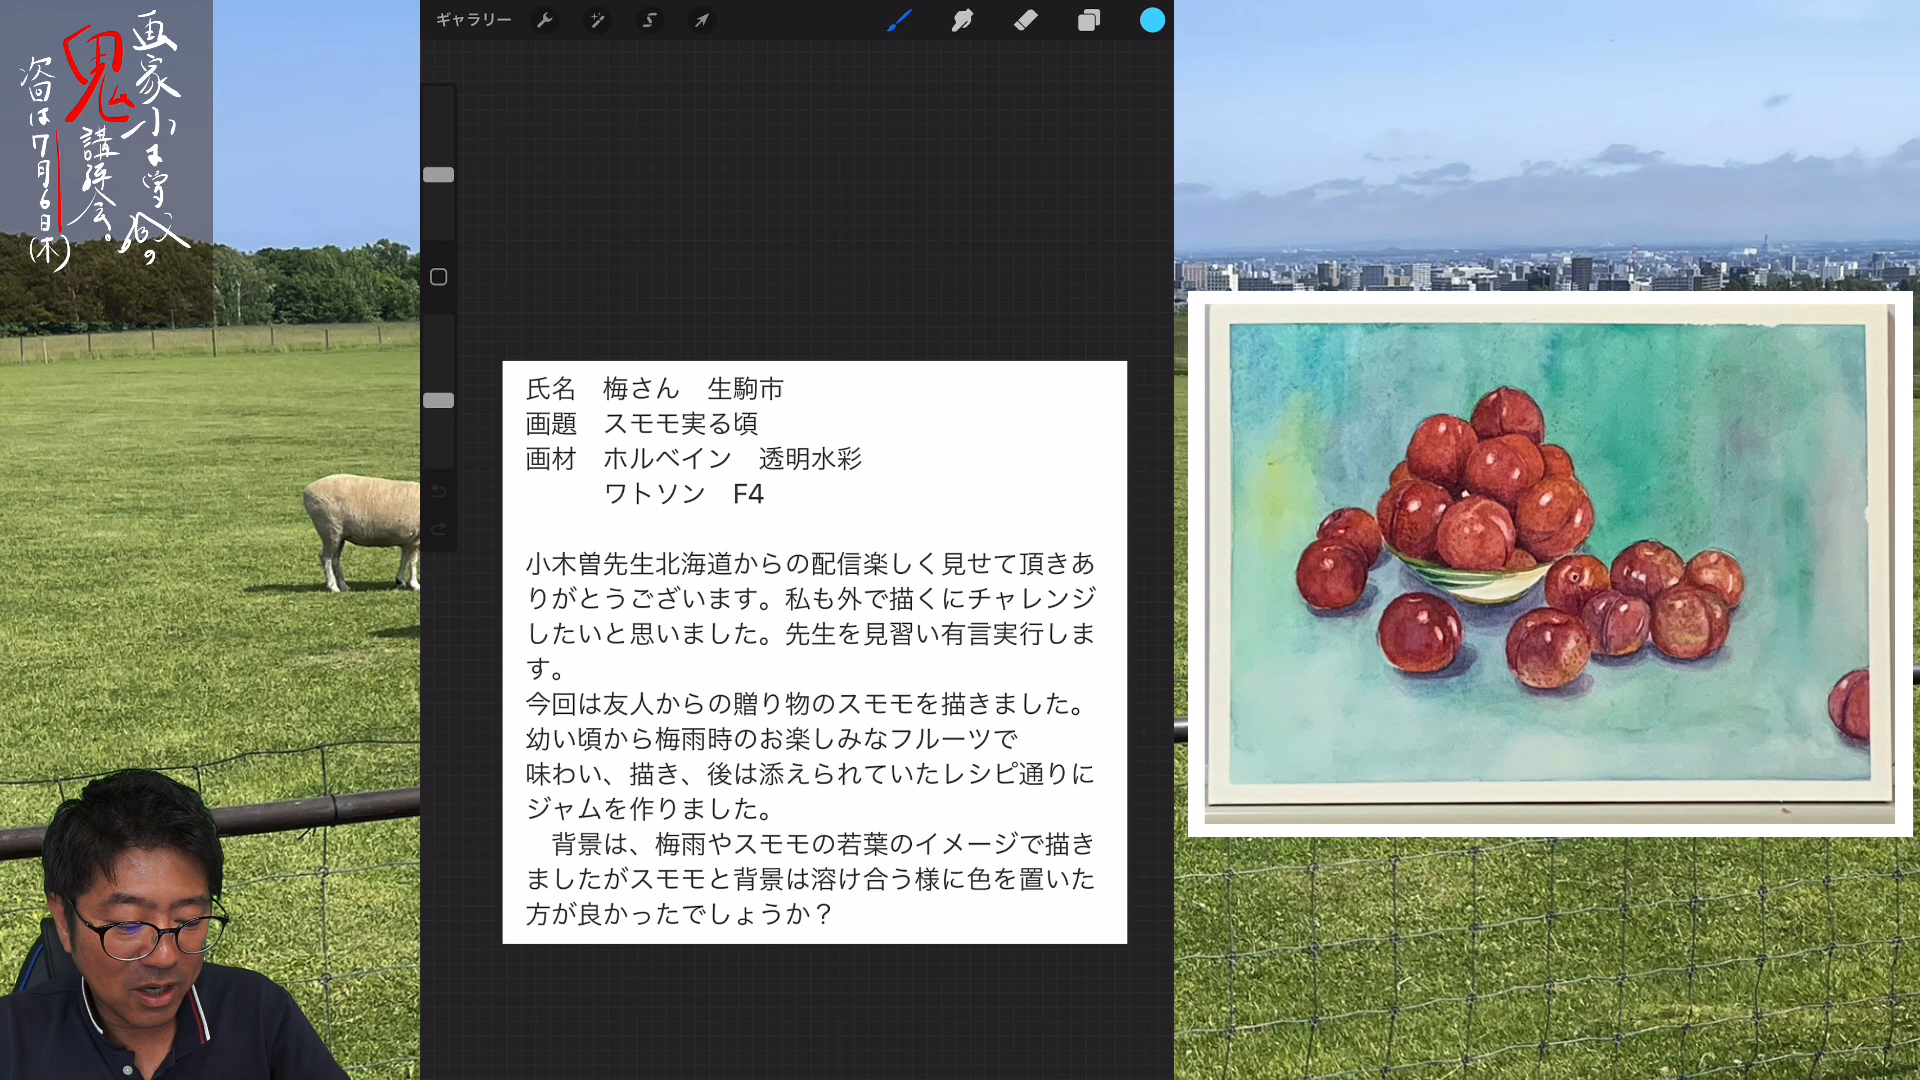 画家小木曽誠の
鬼講評会。
次回は7月6日(木)
ギャラリー
氏名　梅さん　生駒市
画題　スモモ実る頃
画材　ホルベイン　透明水彩
ワトソン　F4
小木曽先生北海道からの配信楽しく見せて頂きあ
りがとうございます。私も外で描くにチャレンジ
したいと思いました。先生を見習い有言実行しま
す。
今回は友人からの贈り物のスモモを描きました。
幼い頃から梅雨時のお楽しみなフルーツで
味わい、描き、後は添えられていたレシピ通りに
ジャムを作りました。
　背景は、梅雨やスモモの若葉のイメージで描き
ましたがスモモと背景は溶け合う様に色を置いた
方が良かったでしょうか？